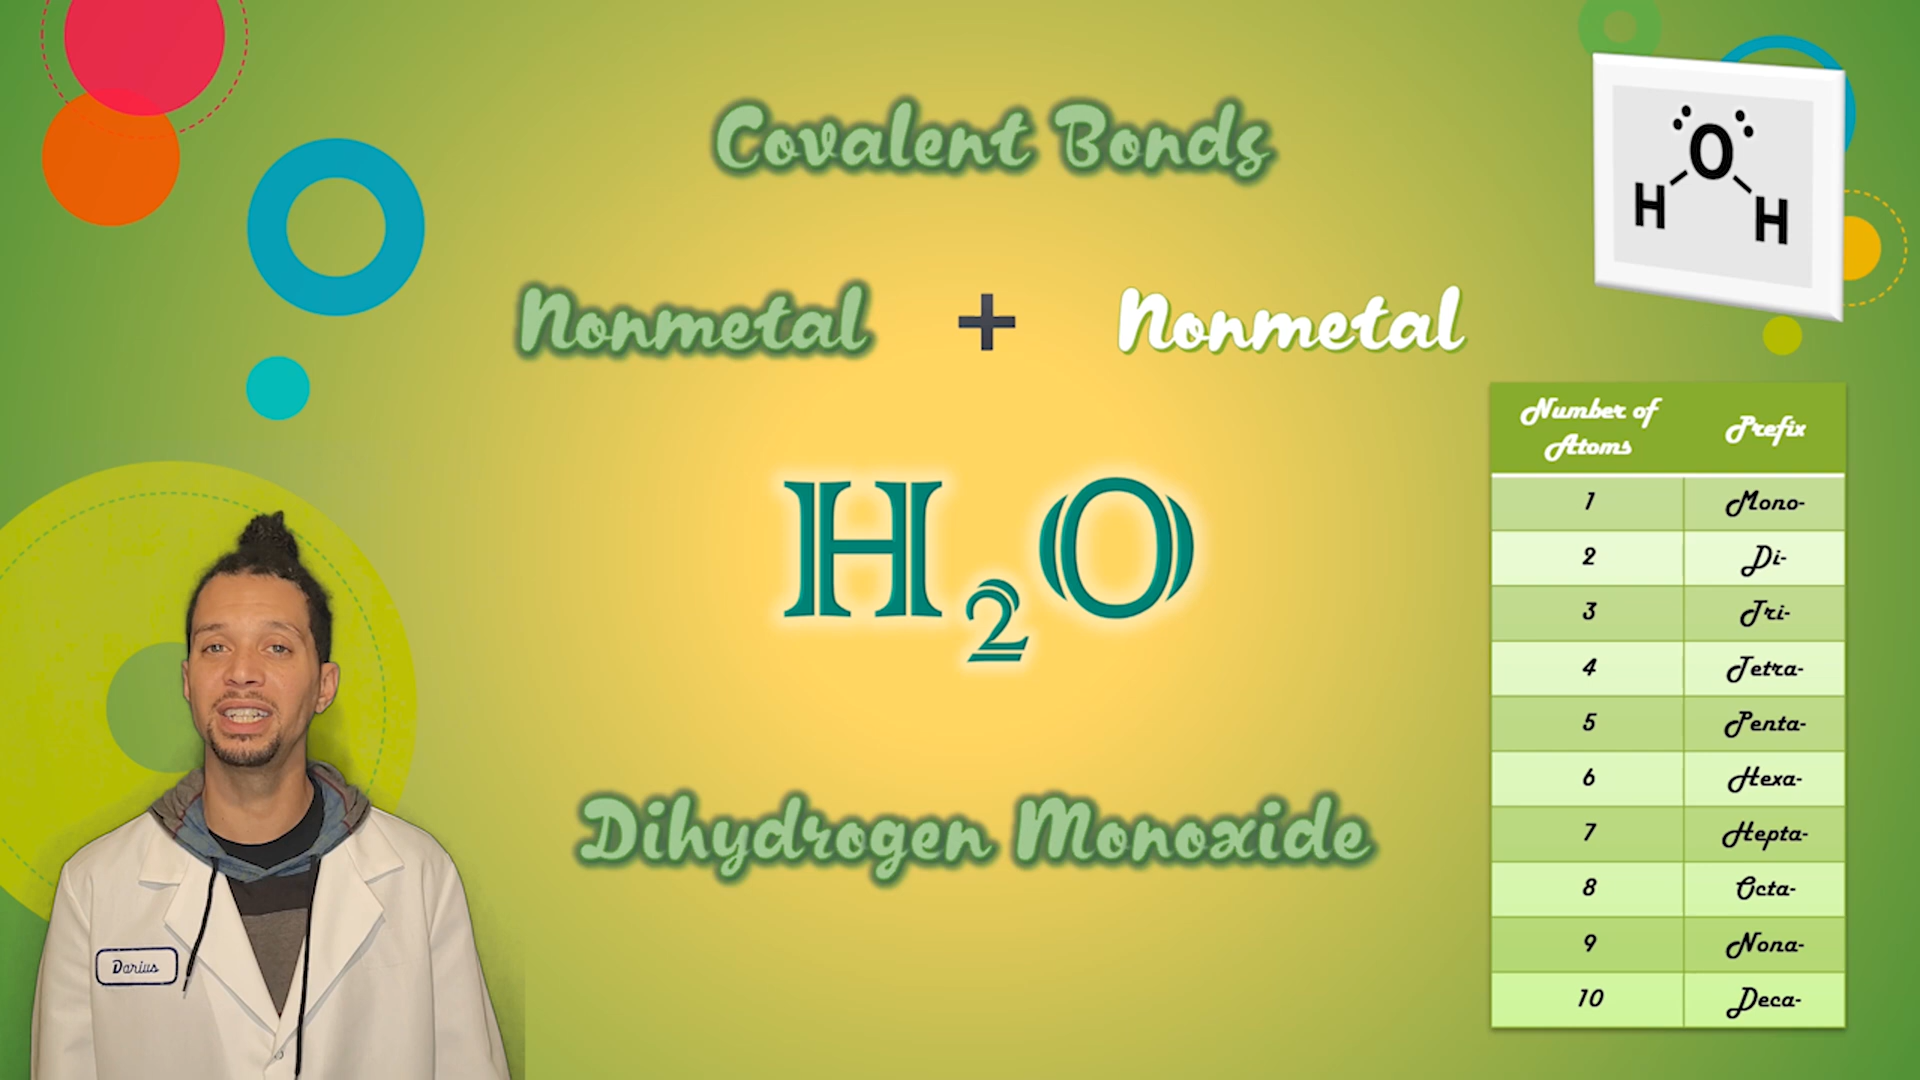 Covalent Bonds
Nonmetal + Nonmetal
H₂O
Dihydrogen Monoxide
O
H H
Number of Atoms Prefix
1 Mono-
2 Di-
3 Tri-
4 Tetra-
5 Penta-
6 Hexa-
7 Hepta-
8 Octa-
9 Nona-
10 Deca-
Darius